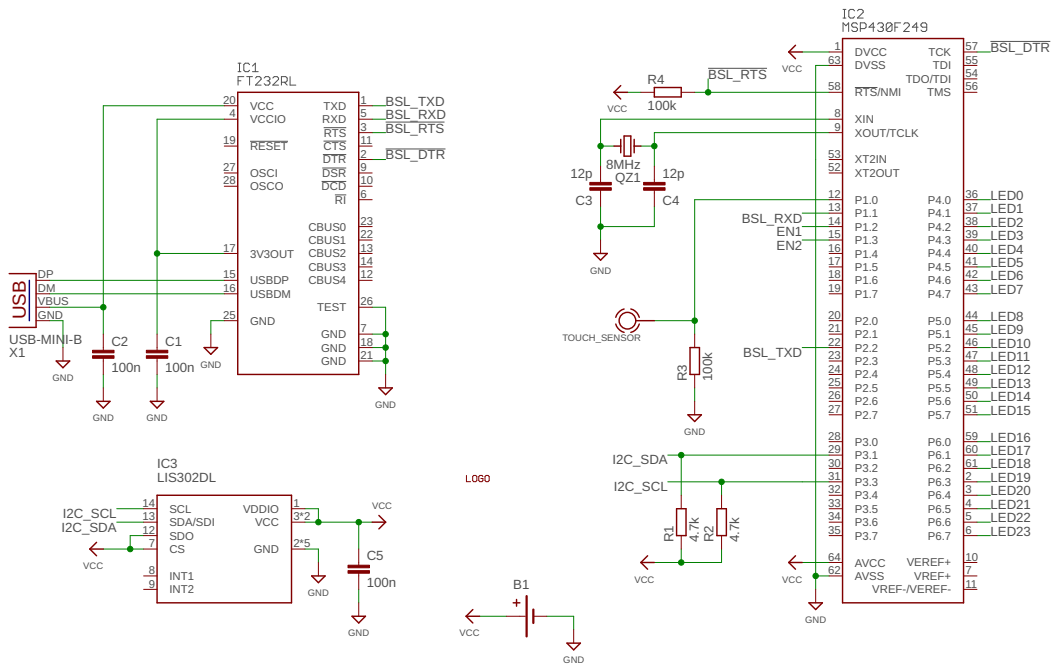 IC1
FT232RL
20 VCC TXD 1 BSL_TXD
4 VCCIO RXD 5 BSL_RXD
RTS 3 BSL_RTS
19 RESET CTS 11
DTR 2 BSL_DTR
27 OSCI DSR 9
28 OSCO DCD 10
RI 6
CBUS0 23
CBUS1 22
17 3V3OUT CBUS2 13
CBUS3 14
15 USBDP CBUS4 12
16 USBDM
TEST 26
25 GND
GND 7
GND 18
GND 21
GND
GND
USB
DP
DM
VBUS
GND
USB-MINI-B
X1
GND
C2
100n
GND
C1
100n
GND
IC3
LIS302DL
I2C_SCL 14 SCL VDDIO 1
I2C_SDA 13 SDA/SDI VCC 3*2
12 SDO
7 CS GND 2*5
8 INT1
9 INT2
VCC
VCC
GND
C5
100n
GND
LOGO
B1
+
VCC
GND
IC2
MSP430F249
VCC
1 DVCC TCK 57 BSL_DTR
63 DVSS TDI 55
TDO/TDI 54
58 RTS/NMI TMS 56
VCC
R4
100k
BSL_RTS
8 XIN
9 XOUT/TCLK
8MHz
QZ1
12p
C3
12p
C4
GND
53 XT2IN
52 XT2OUT
12 P1.0 P4.0 36 LED0
13 P1.1 P4.1 37 LED1
BSL_RXD 14 P1.2 P4.2 38 LED2
EN1 15 P1.3 P4.3 39 LED3
EN2 16 P1.4 P4.4 40 LED4
17 P1.5 P4.5 41 LED5
18 P1.6 P4.6 42 LED6
19 P1.7 P4.7 43 LED7
TOUCH_SENSOR
R3
100k
GND
20 P2.0 P5.0 44 LED8
21 P2.1 P5.1 45 LED9
BSL_TXD 22 P2.2 P5.2 46 LED10
23 P2.3 P5.3 47 LED11
24 P2.4 P5.4 48 LED12
25 P2.5 P5.5 49 LED13
26 P2.6 P5.6 50 LED14
27 P2.7 P5.7 51 LED15
28 P3.0 P6.0 59 LED16
I2C_SDA 29 P3.1 P6.1 60 LED17
30 P3.2 P6.2 61 LED18
I2C_SCL 31 P3.3 P6.3 2 LED19
32 P3.4 P6.4 3 LED20
33 P3.5 P6.5 4 LED21
34 P3.6 P6.6 5 LED22
35 P3.7 P6.7 6 LED23
R1
4.7k
R2
4.7k
VCC
VCC
64 AVCC VEREF+ 10
62 AVSS VREF+ 7
VREF-/VEREF- 11
GND